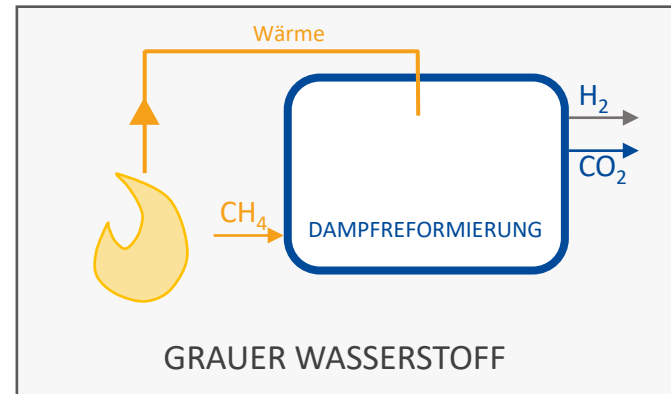 Wärme
H₂
CO₂
CH₄
DAMPFREFORMIERUNG
GRAUER WASSERSTOFF